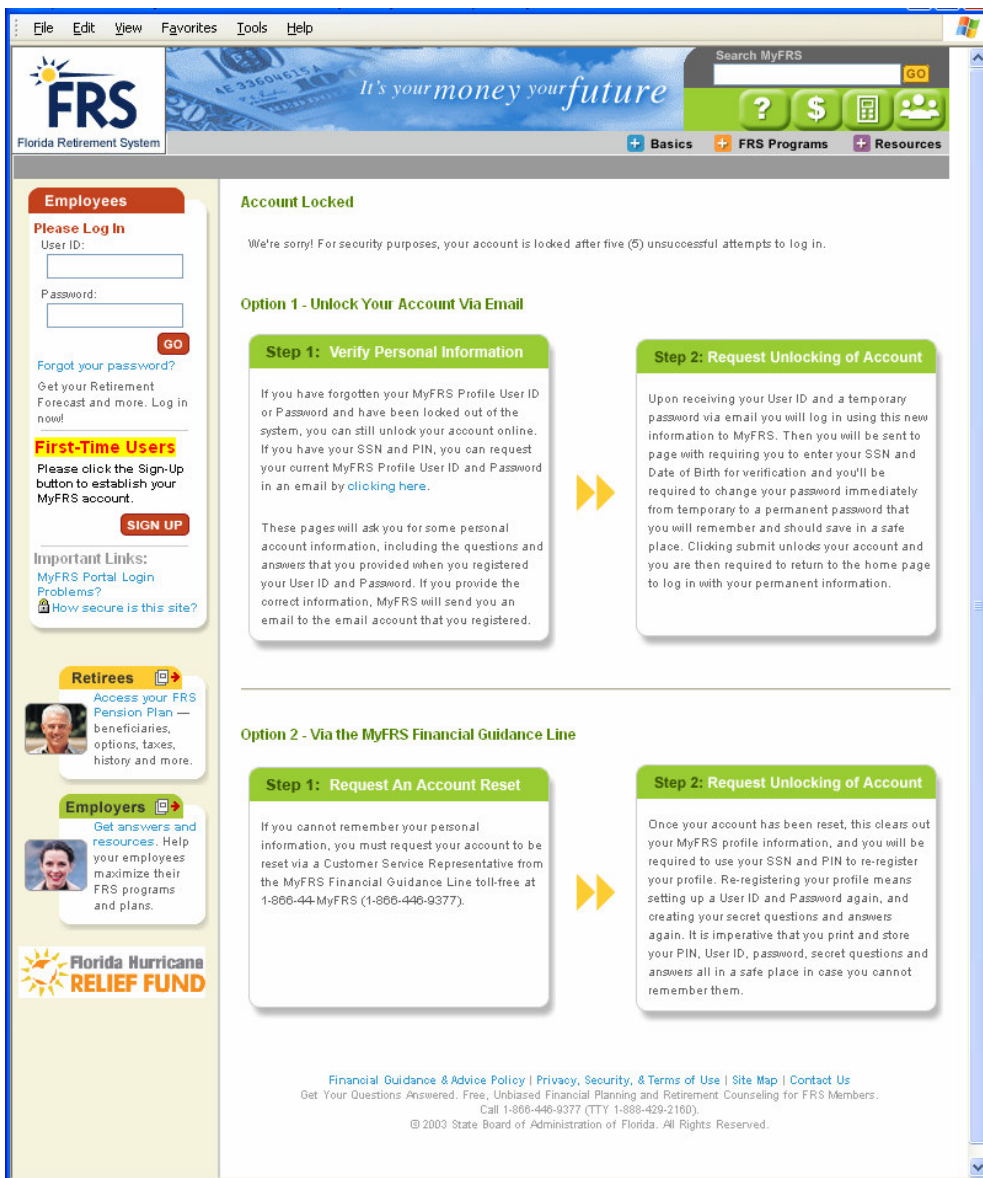 File Edit View Favorites Tools Help
FRS
Florida Retirement System
AE 33604615A
It's your money your future
Search MyFRS
GO
? $
Basics FRS Programs Resources
Employees
Please Log In
User ID:
Password:
GO
Forgot your password?
Get your Retirement
Forecast and more. Log in
now!
First-Time Users
Please click the Sign-Up
button to establish your
MyFRS account.
SIGN UP
Important Links:
MyFRS Portal Login
Problems?
How secure is this site?
Retirees
Access your FRS
Pension Plan —
beneficiaries,
options, taxes,
history and more.
Employers
Get answers and
resources. Help
your employees
maximize their
FRS programs
and plans.
Florida Hurricane
RELIEF FUND
Account Locked
We're sorry! For security purposes, your account is locked after five (5) unsuccessful attempts to log in.
Option 1 - Unlock Your Account Via Email
Step 1: Verify Personal Information
If you have forgotten your MyFRS Profile User ID
or Password and have been locked out of the
system, you can still unlock your account online.
If you have your SSN and PIN, you can request
your current MyFRS Profile User ID and Password
in an email by clicking here.
These pages will ask you for some personal
account information, including the questions and
answers that you provided when you registered
your User ID and Password. If you provide the
correct information, MyFRS will send you an
email to the email account that you registered.
Step 2: Request Unlocking of Account
Upon receiving your User ID and a temporary
password via email you will log in using this new
information to MyFRS. Then you will be sent to
page with requiring you to enter your SSN and
Date of Birth for verification and you'll be
required to change your password immediately
from temporary to a permanent password that
you will remember and should save in a safe
place. Clicking submit unlocks your account and
you are then required to return to the home page
to log in with your permanent information.
Option 2 - Via the MyFRS Financial Guidance Line
Step 1: Request An Account Reset
If you cannot remember your personal
information, you must request your account to be
reset via a Customer Service Representative from
the MyFRS Financial Guidance Line toll-free at
1-866-44-MyFRS (1-866-446-9377).
Step 2: Request Unlocking of Account
Once your account has been reset, this clears out
your MyFRS profile information, and you will be
required to use your SSN and PIN to re-register
your profile. Re-registering your profile means
setting up a User ID and Password again, and
creating your secret questions and answers
again. It is imperative that you print and store
your PIN, User ID, password, secret questions and
answers all in a safe place in case you cannot
remember them.
Financial Guidance & Advice Policy | Privacy, Security, & Terms of Use | Site Map | Contact Us
Get Your Questions Answered. Free, Unbiased Financial Planning and Retirement Counseling for FRS Members.
Call 1-866-446-9377 (TTY 1-888-429-2160).
© 2003 State Board of Administration of Florida. All Rights Reserved.